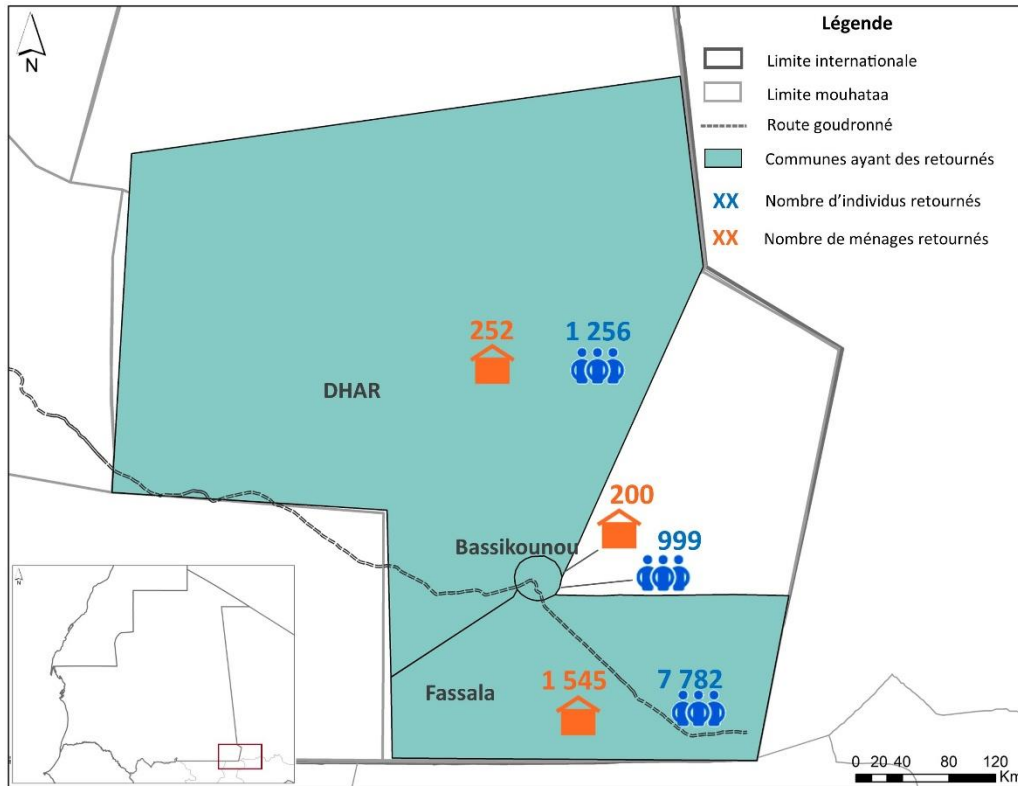 N
Légende
Limite internationale
Limite mouhataa
Route goudronné
Communes ayant des retournés
XX Nombre d'individus retournés
XX Nombre de ménages retournés
252 1 256
DHAR
200
Bassikounou 999
1 545 7 782
Fassala
N
0 20 40 80 120
Km